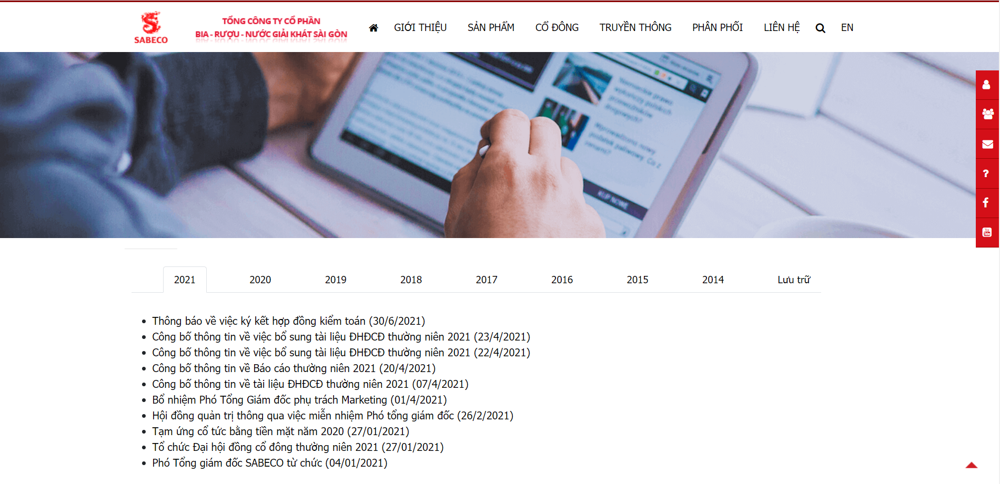 SABECO
TỔNG CÔNG TY CỔ PHẦN
BIA - RƯỢU - NƯỚC GIẢI KHÁT SÀI GÒN
GIỚI THIỆU
SẢN PHẨM
CỔ ĐÔNG
TRUYỀN THÔNG
PHÂN PHỐI
LIÊN HỆ
EN
?
You Tube
2021
2020
2019
2018
2017
2016
2015
2014
Lưu trữ
Thông báo về việc ký kết hợp đồng kiểm toán (30/6/2021)
Công bố thông tin về việc bổ sung tài liệu ĐHĐCĐ thường niên 2021 (23/4/2021)
Công bố thông tin về việc bổ sung tài liệu ĐHĐCĐ thường niên 2021 (22/4/2021)
Công bố thông tin về Báo cáo thường niên 2021 (20/4/2021)
Công bố thông tin về tài liệu ĐHĐCĐ thường niên 2021 (07/4/2021)
Bổ nhiệm Phó Tổng Giám đốc phụ trách Marketing (01/4/2021)
Hội đồng quản trị thông qua việc miễn nhiệm Phó tổng giám đốc (26/2/2021)
Tạm ứng cổ tức bằng tiền mặt năm 2020 (27/01/2021)
Tổ chức Đại hội đồng cổ đông thường niên 2021 (27/01/2021)
Phó Tổng giám đốc SABECO từ chức (04/01/2021)